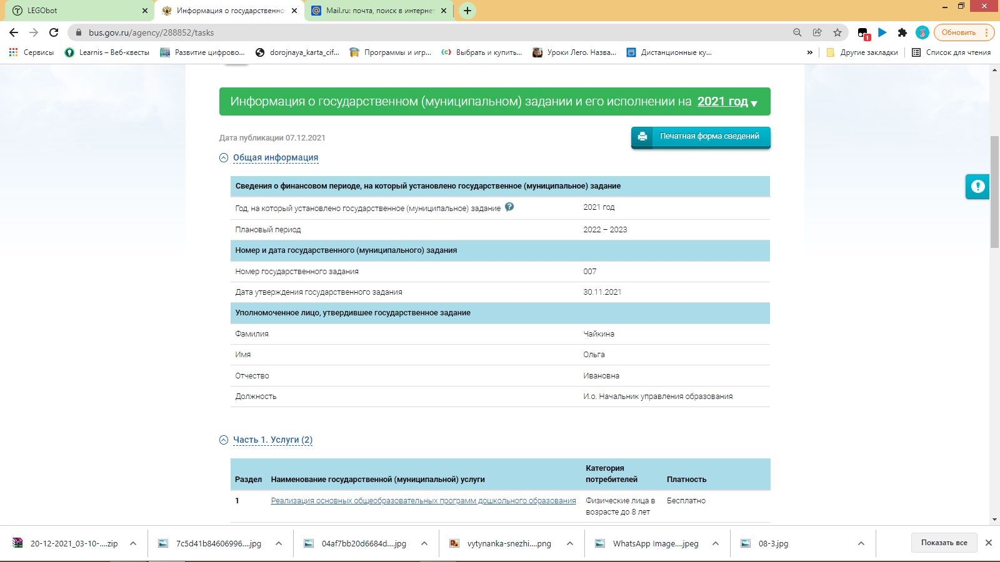 LEGObot
Информация о государственно
Mail.ru: почта, поиск в интернет
bus.gov.ru/agency/288852/tasks
1
Обновить
Сервисы
Learnis – Веб-квесты
Развитие цифрово...
dorojnaya_karta_cif...
Программы и игр...
Выбрать и купить...
Уроки Лего. Назва...
Дистанционные ку...
»
Другие закладки
Список для чтения
Информация о государственном (муниципальном) задании и его исполнении на 2021 год
Дата публикации 07.12.2021
Печатная форма сведений
Общая информация
Сведения о финансовом периоде, на который установлено государственное (муниципальное) задание
Год, на который установлено государственное (муниципальное) задание ? 2021 год
Плановый период 2022 – 2023
Номер и дата государственного (муниципального) задания
Номер государственного задания 007
Дата утверждения государственного задания 30.11.2021
Уполномоченное лицо, утвердившее государственное задание
Фамилия Чайкина
Имя Ольга
Отчество Ивановна
Должность И.о. Начальник управления образования
Часть 1. Услуги (2)
Раздел Наименование государственной (муниципальной) услуги Категория потребителей Платность
1 Реализация основных общеобразовательных программ дошкольного образования Физические лица в возрасте до 8 лет Бесплатно
20-12-2021_03-10-....zip
7c5d41b84606996....jpg
04af7bb20d6684d....jpg
vytynanka-snezhi....png
WhatsApp Image....jpeg
08-3.jpg
Показать все